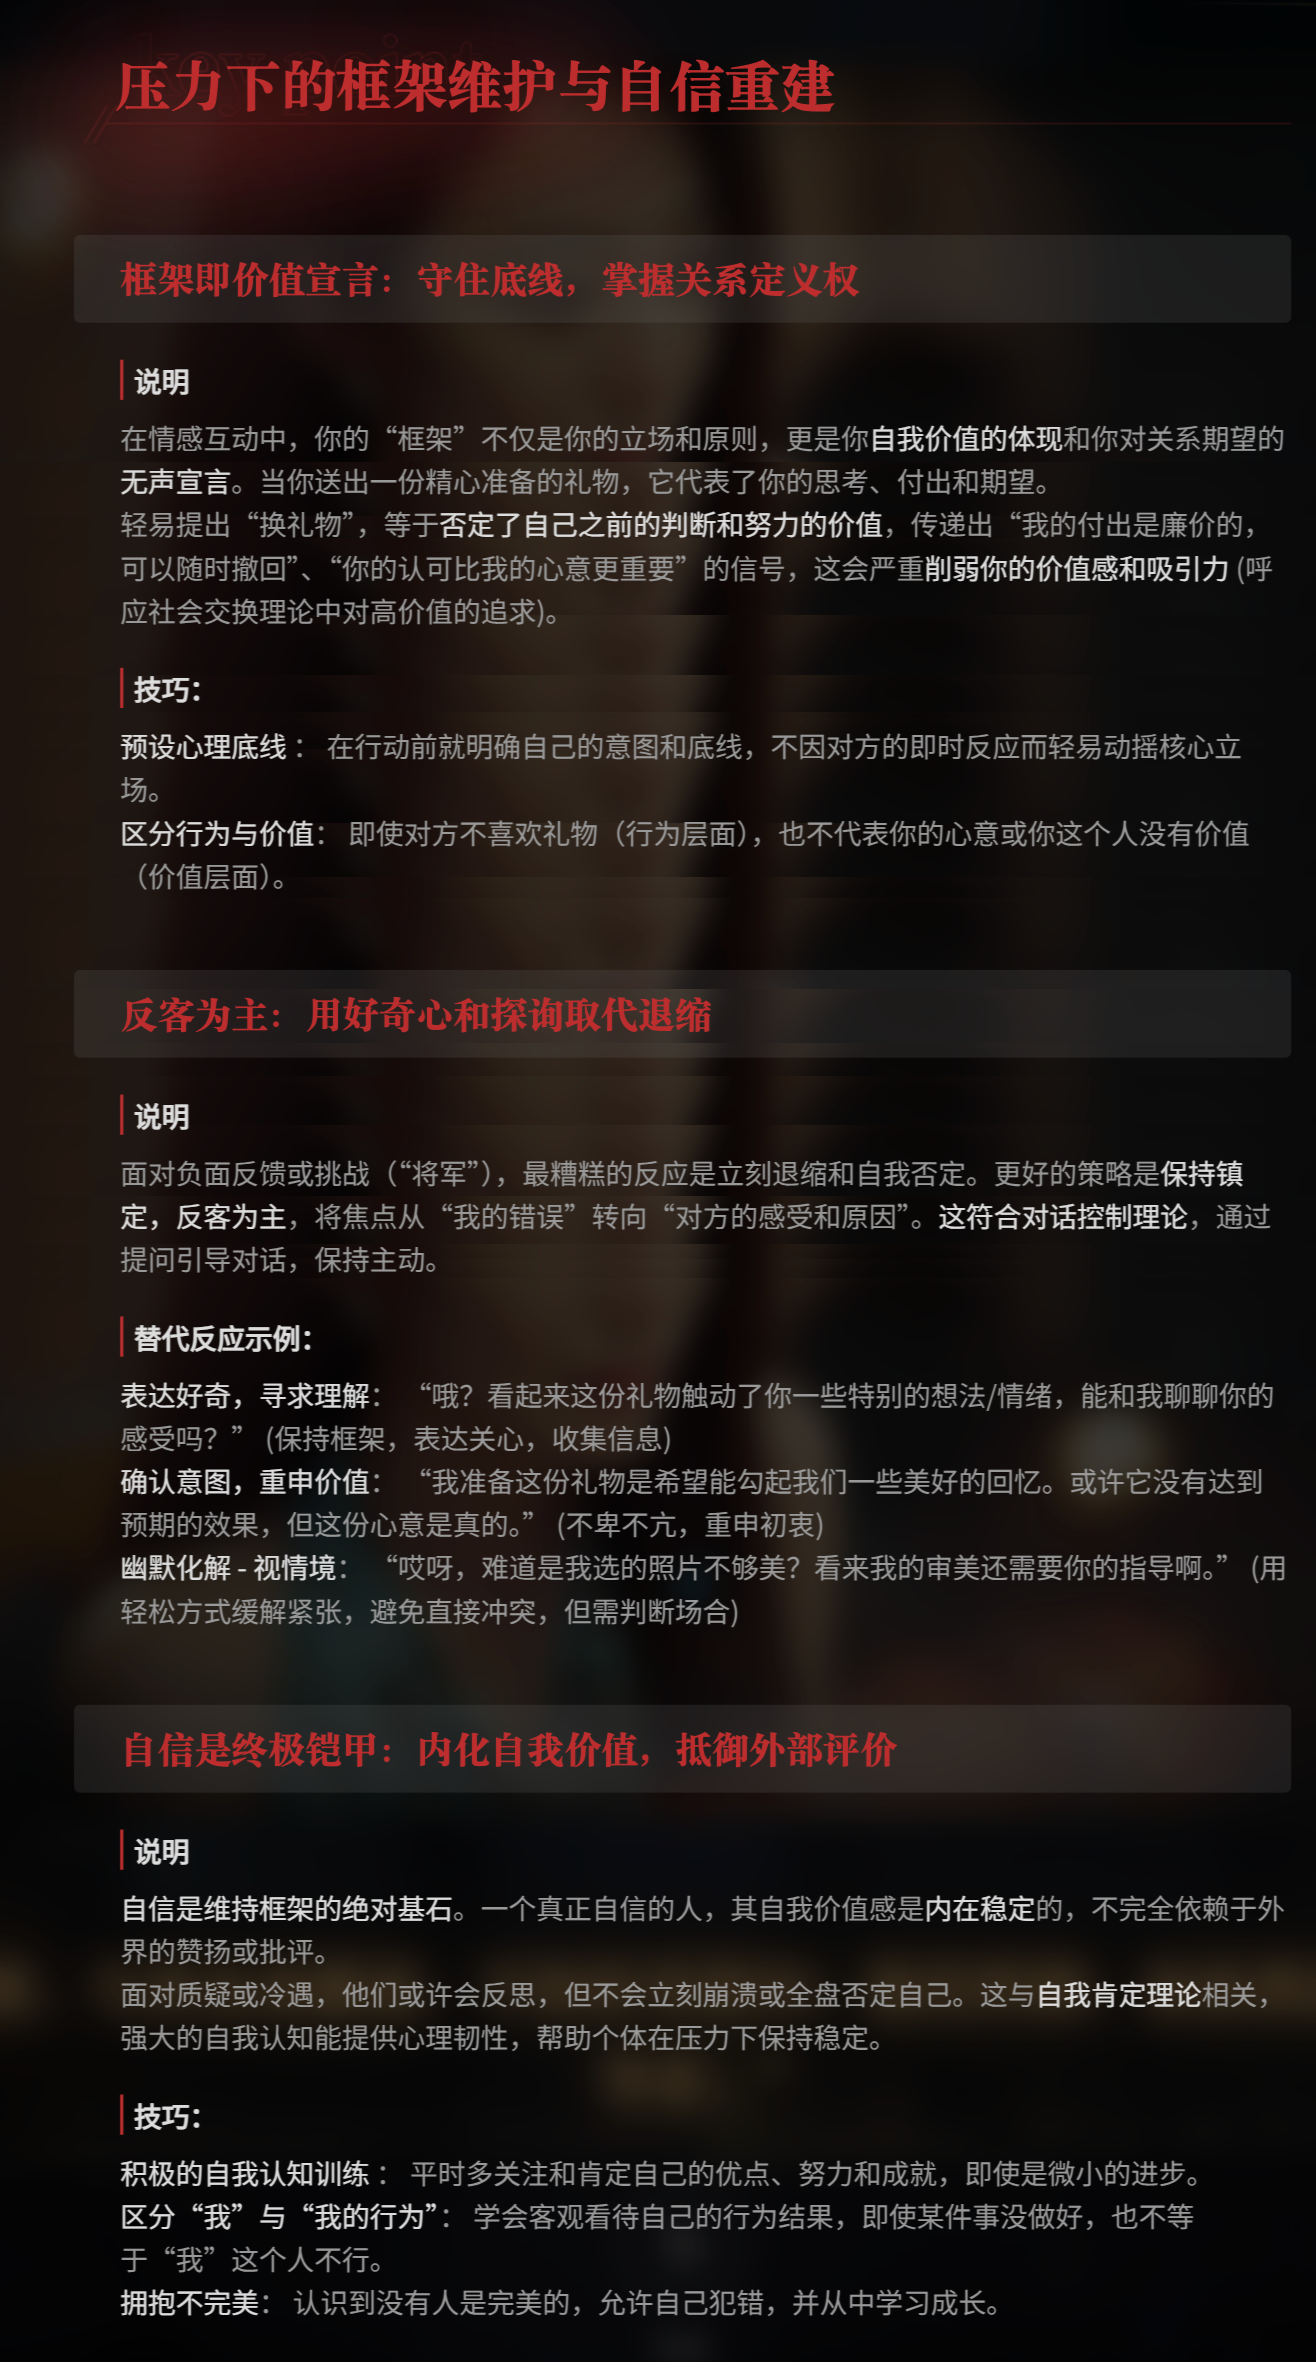 key point
压力下的框架维护与自信重建
框架即价值宣言：守住底线，掌握关系定义权
说明
在情感互动中，你的“框架”不仅是你的立场和原则，更是你自我价值的体现和你对关系期望的
无声宣言。当你送出一份精心准备的礼物，它代表了你的思考、付出和期望。
轻易提出“换礼物”，等于否定了自己之前的判断和努力的价值，传递出“我的付出是廉价的，
可以随时撤回”、“你的认可比我的心意更重要”的信号，这会严重削弱你的价值感和吸引力 (呼
应社会交换理论中对高价值的追求)。
技巧：
预设心理底线 ： 在行动前就明确自己的意图和底线，不因对方的即时反应而轻易动摇核心立
场。
区分行为与价值： 即使对方不喜欢礼物（行为层面），也不代表你的心意或你这个人没有价值
（价值层面）。
反客为主：用好奇心和探询取代退缩
说明
面对负面反馈或挑战（“将军”），最糟糕的反应是立刻退缩和自我否定。更好的策略是保持镇
定，反客为主，将焦点从“我的错误”转向“对方的感受和原因”。这符合对话控制理论，通过
提问引导对话，保持主动。
替代反应示例：
表达好奇，寻求理解： “哦？看起来这份礼物触动了你一些特别的想法/情绪，能和我聊聊你的
感受吗？” (保持框架，表达关心，收集信息)
确认意图，重申价值： “我准备这份礼物是希望能勾起我们一些美好的回忆。或许它没有达到
预期的效果，但这份心意是真的。” (不卑不亢，重申初衷)
幽默化解 - 视情境： “哎呀，难道是我选的照片不够美？看来我的审美还需要你的指导啊。” (用
轻松方式缓解紧张，避免直接冲突，但需判断场合)
自信是终极铠甲：内化自我价值，抵御外部评价
说明
自信是维持框架的绝对基石。一个真正自信的人，其自我价值感是内在稳定的，不完全依赖于外
界的赞扬或批评。
面对质疑或冷遇，他们或许会反思，但不会立刻崩溃或全盘否定自己。这与自我肯定理论相关，
强大的自我认知能提供心理韧性，帮助个体在压力下保持稳定。
技巧：
积极的自我认知训练 ： 平时多关注和肯定自己的优点、努力和成就，即使是微小的进步。
区分“我”与“我的行为”： 学会客观看待自己的行为结果，即使某件事没做好，也不等
于“我”这个人不行。
拥抱不完美： 认识到没有人是完美的，允许自己犯错，并从中学习成长。